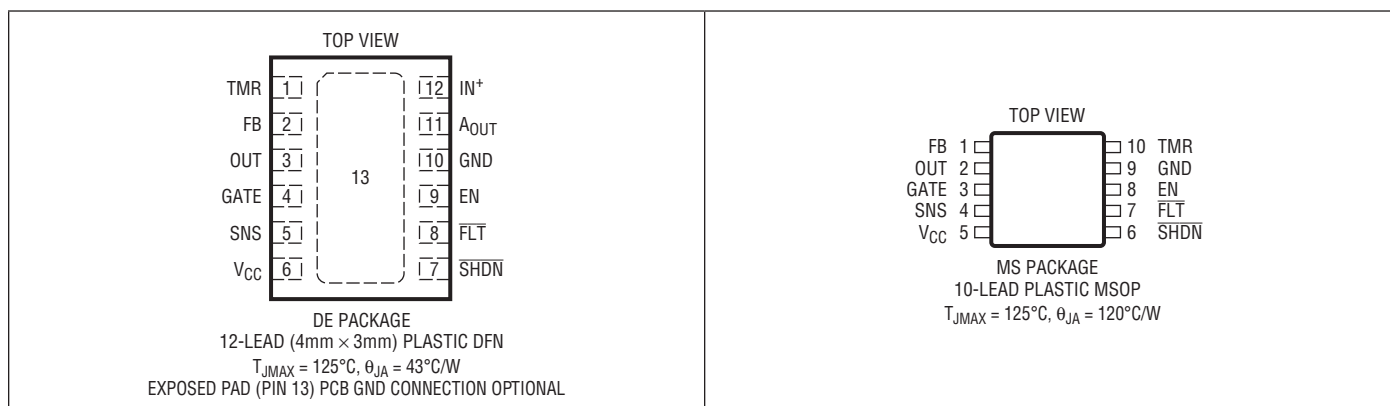 TOP VIEW
TMR 1 12 IN+
FB 2 11 AOUT
OUT 3 10 GND
13
GATE 4 9 EN
SNS 5 8 FLT
VCC 6 7 SHDN
DE PACKAGE
12-LEAD (4mm × 3mm) PLASTIC DFN
TJMAX = 125°C, θJA = 43°C/W
EXPOSED PAD (PIN 13) PCB GND CONNECTION OPTIONAL
TOP VIEW
FB 1 10 TMR
OUT 2 9 GND
GATE 3 8 EN
SNS 4 7 FLT
VCC 5 6 SHDN
MS PACKAGE
10-LEAD PLASTIC MSOP
TJMAX = 125°C, θJA = 120°C/W